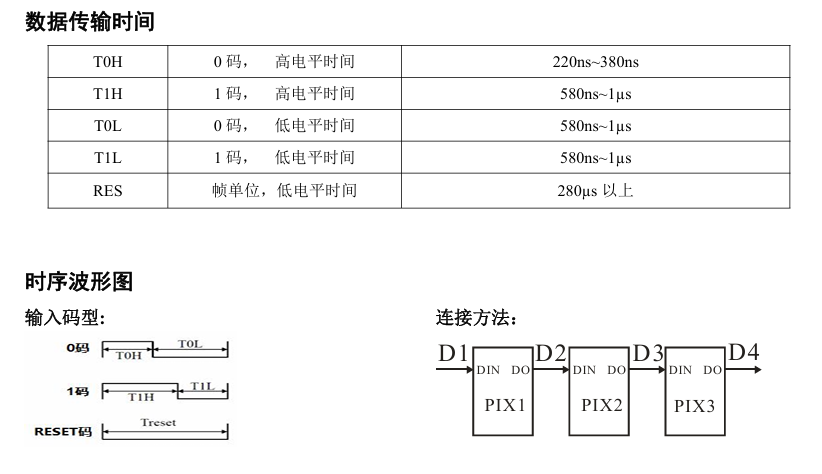 数据传输时间
T0H 0 码， 高电平时间 220ns~380ns
T1H 1 码， 高电平时间 580ns~1µs
T0L 0 码， 低电平时间 580ns~1µs
T1L 1 码， 低电平时间 580ns~1µs
RES 帧单位，低电平时间 280µs 以上
时序波形图
输入码型:
0码 T0H T0L
1码 T1H T1L
RESET码 Treset
连接方法：
D1 D2 D3 D4
DIN DO DIN DO DIN DO
PIX1 PIX2 PIX3